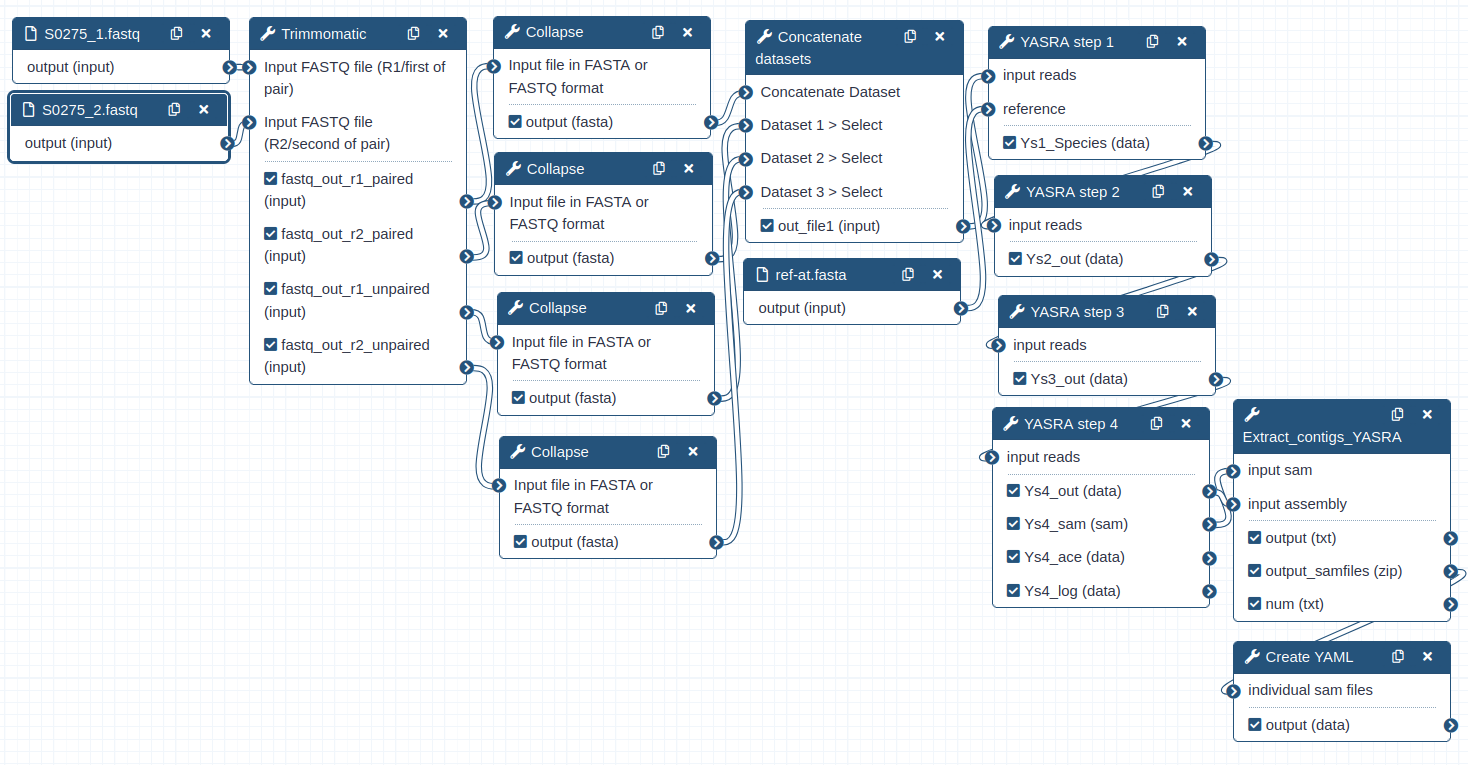 S0275_1.fastq
output (input)
S0275_2.fastq
output (input)
Trimmomatic
Input FASTQ file (R1/first of
pair)
Input FASTQ file
(R2/second of pair)
fastq_out_r1_paired
(input)
fastq_out_r2_paired
(input)
fastq_out_r1_unpaired
(input)
fastq_out_r2_unpaired
(input)
Collapse
Input file in FASTA or
FASTQ format
output (fasta)
Collapse
Input file in FASTA or
FASTQ format
output (fasta)
Collapse
Input file in FASTA or
FASTQ format
output (fasta)
Collapse
Input file in FASTA or
FASTQ format
output (fasta)
Concatenate
datasets
Concatenate Dataset
Dataset 1 > Select
Dataset 2 > Select
Dataset 3 > Select
out_file1 (input)
ref-at.fasta
output (input)
YASRA step 1
input reads
reference
Ys1_Species (data)
YASRA step 2
input reads
Ys2_out (data)
YASRA step 3
input reads
Ys3_out (data)
YASRA step 4
input reads
Ys4_out (data)
Ys4_sam (sam)
Ys4_ace (data)
Ys4_log (data)
Extract_contigs_YASRA
input sam
input assembly
output (txt)
output_samfiles (zip)
num (txt)
Create YAML
individual sam files
output (data)